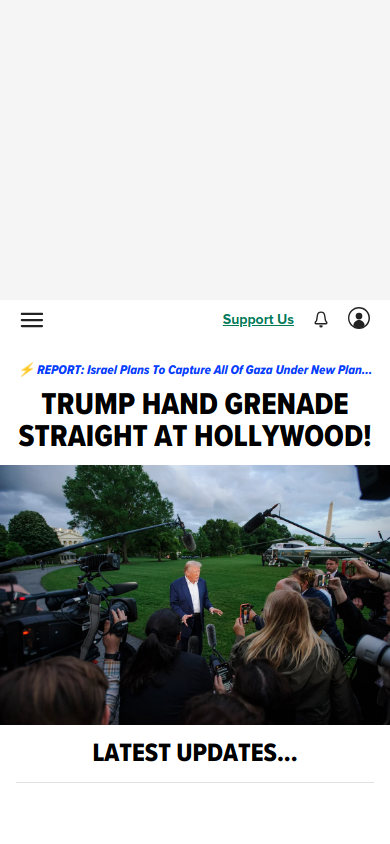 Support Us
⚡ REPORT: Israel Plans To Capture All Of Gaza Under New Plan...
TRUMP HAND GRENADE
STRAIGHT AT HOLLYWOOD!
LATEST UPDATES...